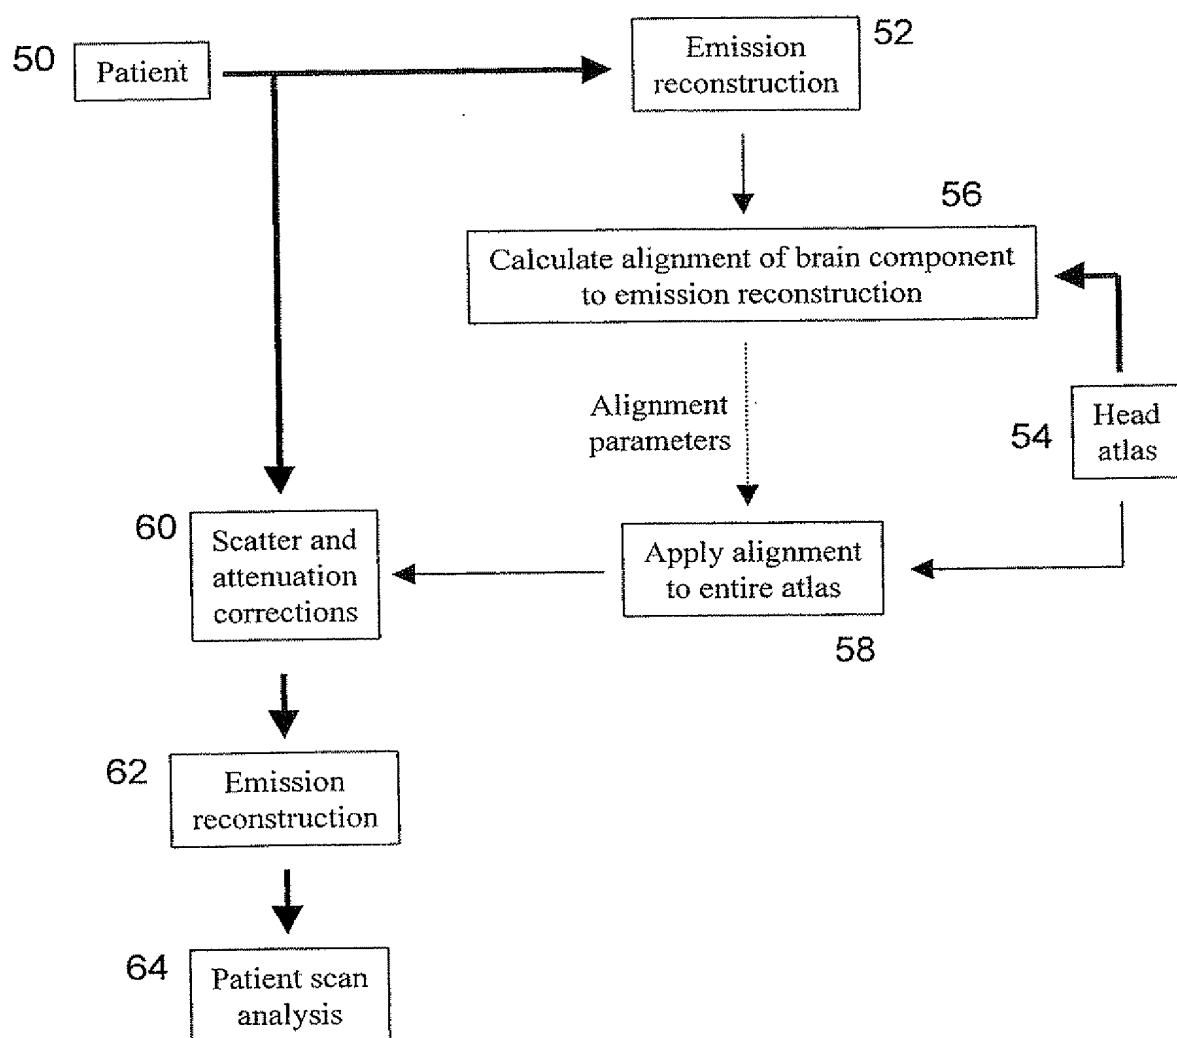 50
Patient
Emission
reconstruction
52
56
Calculate alignment of brain component
to emission reconstruction
Alignment
parameters
54
Head
atlas
60
Scatter and
attenuation
corrections
Apply alignment
to entire atlas
58
62
Emission
reconstruction
64
Patient scan
analysis